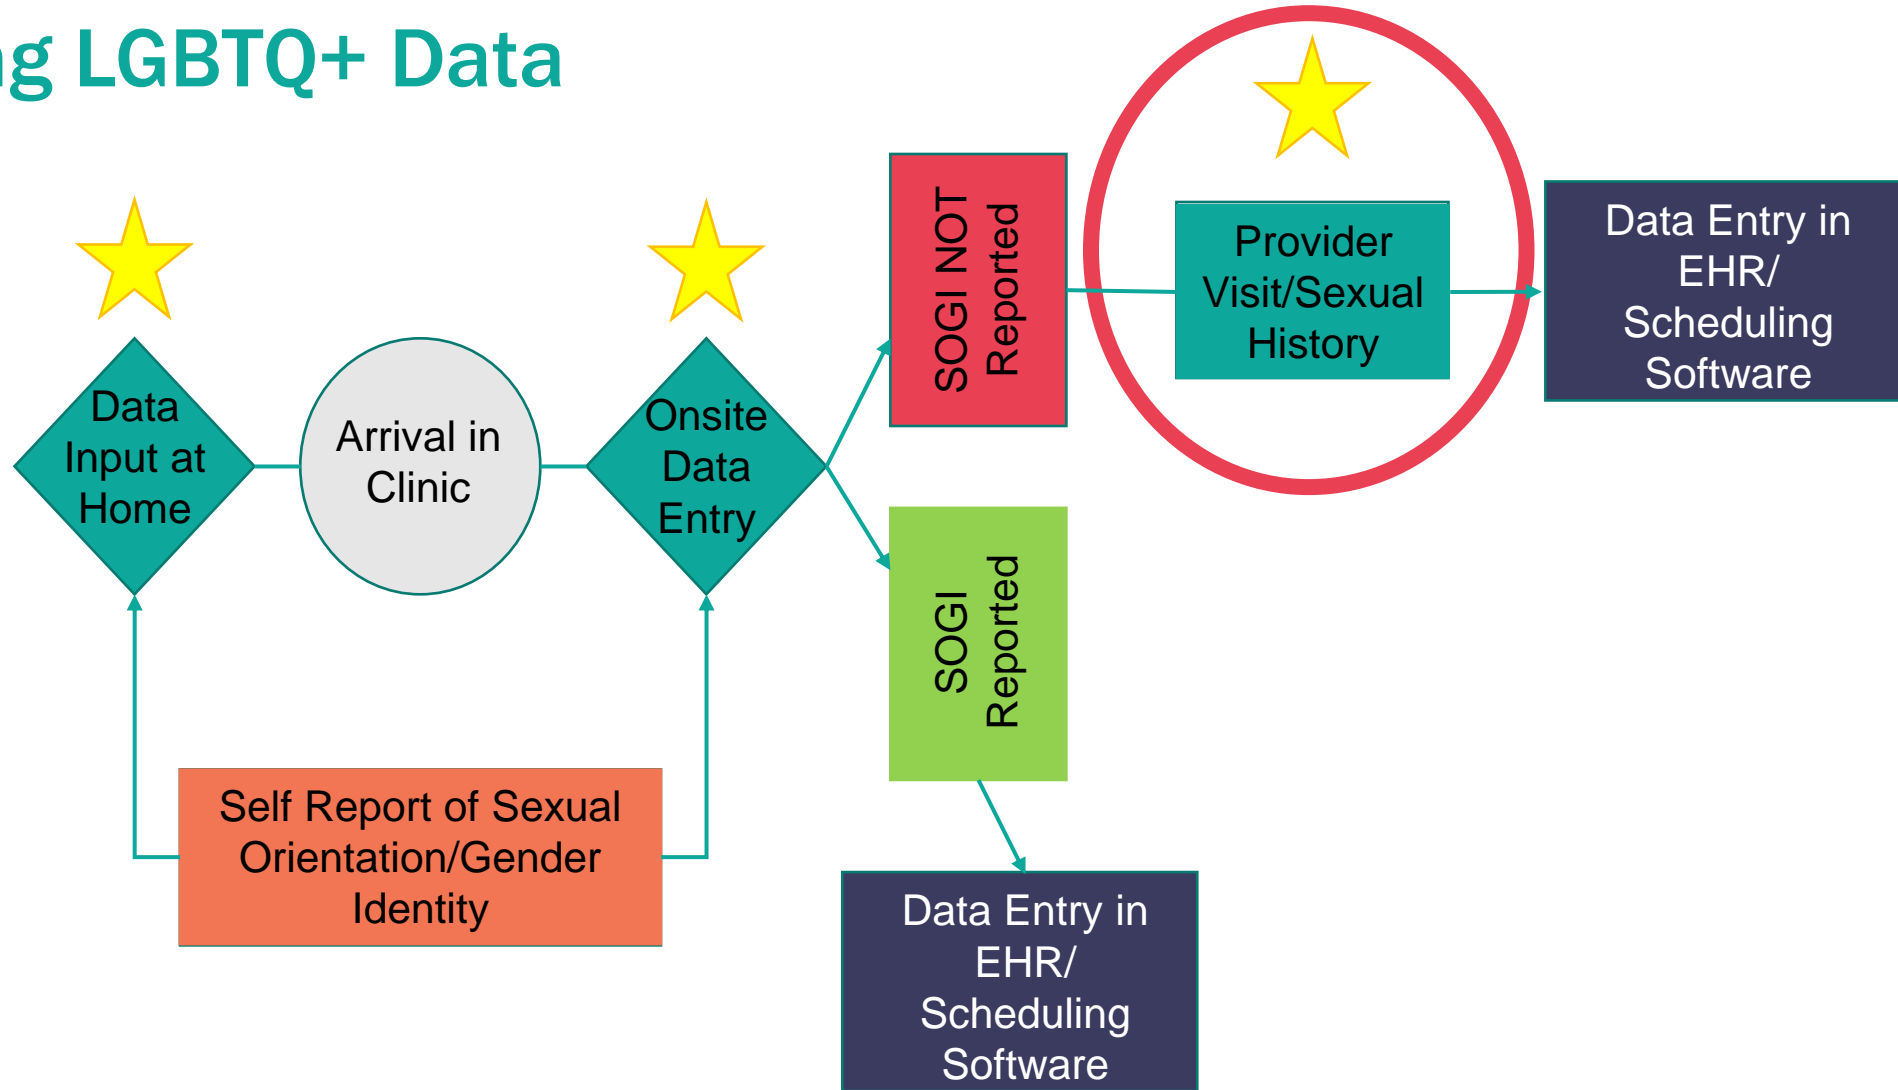 LGBTQ+ Data
Data
Input at
Home
Arrival in
Clinic
Onsite
Data
Entry
SOGI NOT
Reported
Provider
Visit/Sexual
History
Data Entry in
EHR/
Scheduling
Software
SOGI
Reported
Self Report of Sexual
Orientation/Gender
Identity
Data Entry in
EHR/
Scheduling
Software